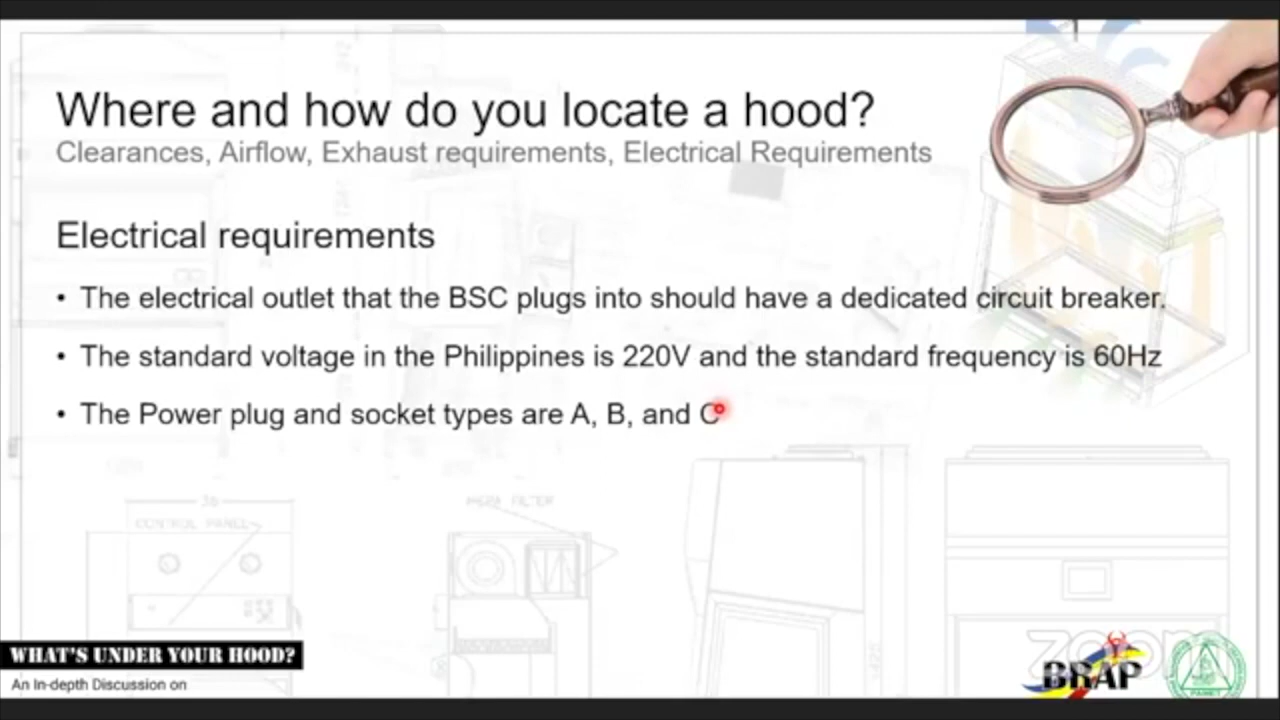 Where and how do you locate a hood?
Clearances, Airflow, Exhaust requirements, Electrical Requirements
Electrical requirements
• The electrical outlet that the BSC plugs into should have a dedicated circuit breaker.
• The standard voltage in the Philippines is 220V and the standard frequency is 60Hz
• The Power plug and socket types are A, B, and C
36
CONTROL PANEL
HEPA FILTER
WHAT'S UNDER YOUR HOOD?
An In-depth Discussion on
zoom
BRAP